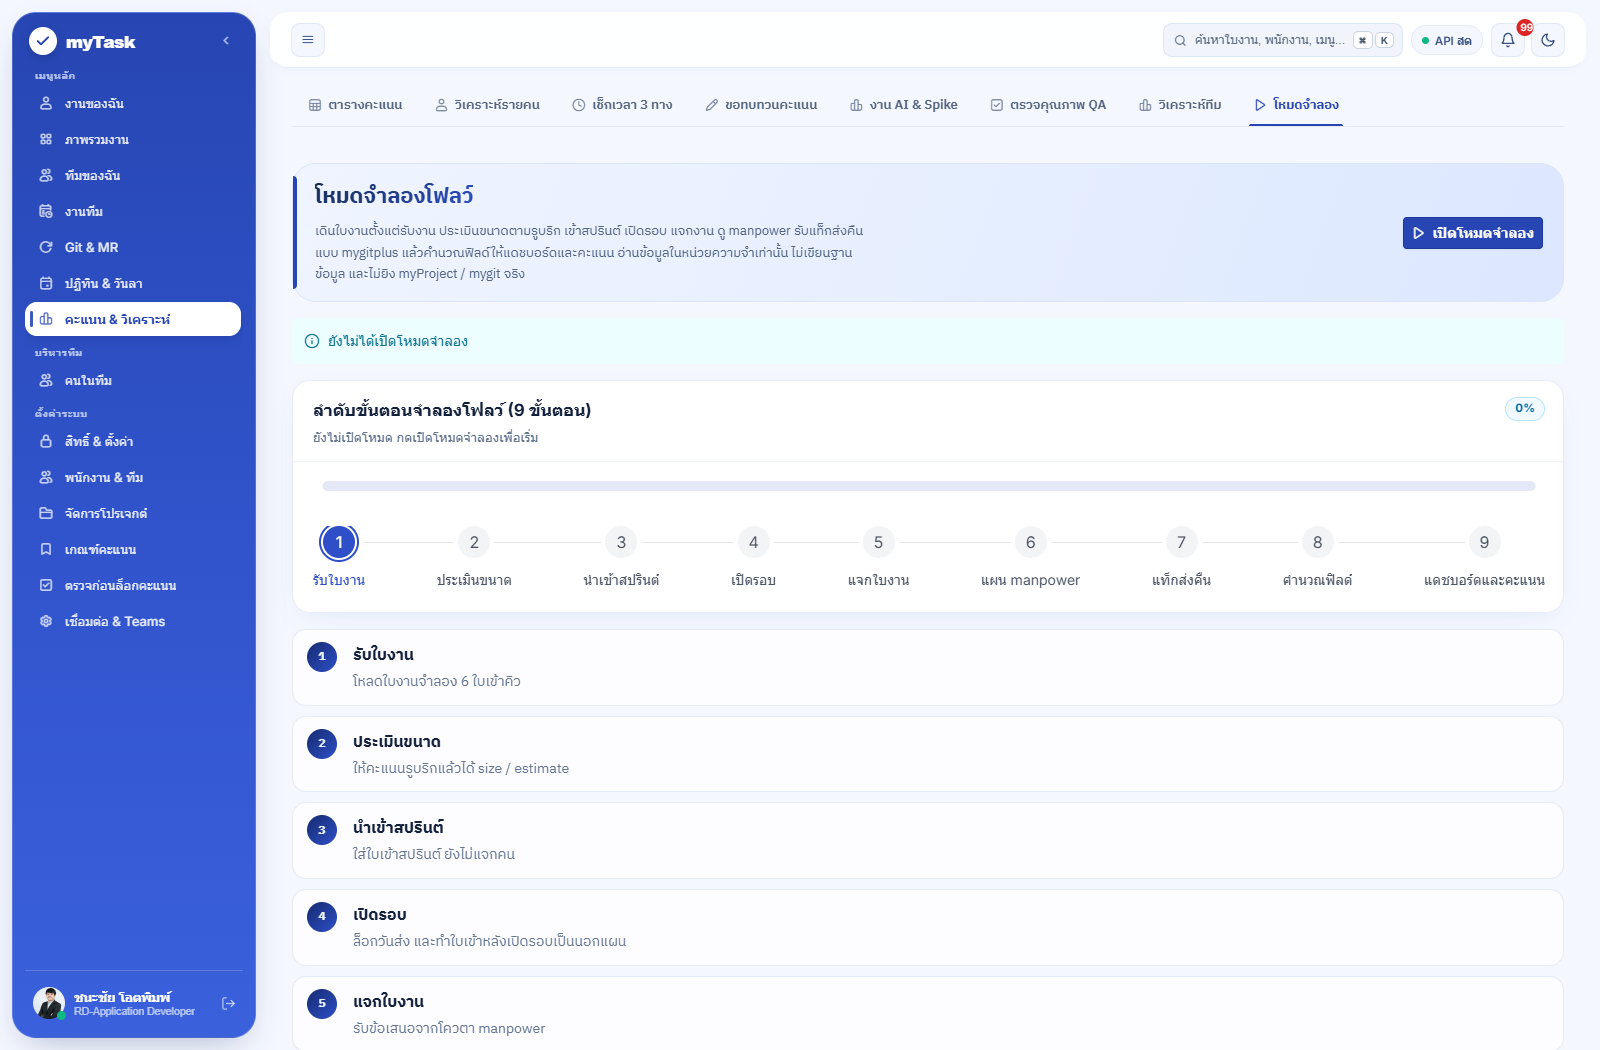 myTask
เมนูหลัก
งานของฉัน
ภาพรวมงาน
ทีมของฉัน
งานทีม
Git & MR
ปฏิทิน & วันลา
คะแนน & วิเคราะห์
บริหารทีม
คนในทีม
ตั้งค่าระบบ
สิทธิ์ & ตั้งค่า
พนักงาน & ทีม
จัดการโปรเจกต์
เกณฑ์คะแนน
ตรวจก่อนล็อกคะแนน
เชื่อมต่อ & Teams
ชนะชัย โอตพิมพ์
RD-Application Developer
ค้นหาใบงาน, พนักงาน, เมนู... ⌘ K
API สด
99
ตารางคะแนน
วิเคราะห์รายคน
เช็กเวลา 3 ทาง
ขอทบทวนคะแนน
งาน AI & Spike
ตรวจคุณภาพ QA
วิเคราะห์ทีม
โหมดจำลอง
โหมดจำลองโฟลว์
เดินใบงานตั้งแต่รับงาน ประเมินขนาดตามรูบริก เข้าสปรินต์ เปิดรอบ แจกงาน ดู manpower รับแท็กส่งคืน
แบบ mygitplus แล้วคำนวณฟิลด์ให้แดชบอร์ดและคะแนน อ่านข้อมูลในหน่วยความจำเท่านั้น ไม่เขียนฐาน
ข้อมูล และไม่ยิง myProject / mygit จริง
เปิดโหมดจำลอง
ยังไม่ได้เปิดโหมดจำลอง
ลำดับขั้นตอนจำลองโฟลว์ (9 ขั้นตอน)
0%
ยังไม่เปิดโหมด กดเปิดโหมดจำลองเพื่อเริ่ม
1 2 3 4 5 6 7 8 9
รับใบงาน ประเมินขนาด นำเข้าสปรินต์ เปิดรอบ แจกใบงาน แผน manpower แท็กส่งคืน คำนวณฟิลด์ แดชบอร์ดและคะแนน
1 รับใบงาน
โหลดใบงานจำลอง 6 ใบเข้าคิว
2 ประเมินขนาด
ให้คะแนนรูบริกแล้วได้ size / estimate
3 นำเข้าสปรินต์
ใส่ใบเข้าสปรินต์ ยังไม่แจกคน
4 เปิดรอบ
ล็อกวันส่ง และทำใบเข้าหลังเปิดรอบเป็นนอกแผน
5 แจกใบงาน
รับข้อเสนอจากโควตา manpower